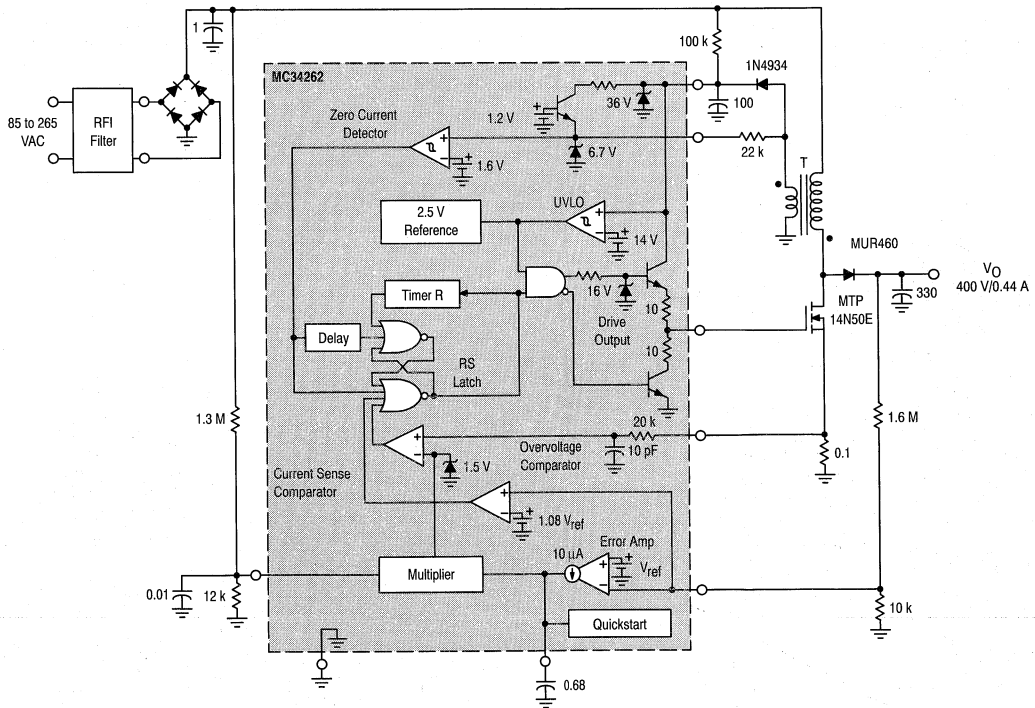 1
100 k
1N4934
MC34262
36 V
100
1.2 V
85 to 265
VAC
RFI
Filter
Zero Current
Detector
6.7 V
22 k
1.6 V
T
2.5 V
Reference
UVLO
14 V
MUR460
VO
400 V/0.44 A
330
Timer R
16 V
10
MTP
14N50E
Drive
Output
Delay
10
RS
Latch
1.3 M
1.6 M
20 k
10 pF
0.1
Overvoltage
Comparator
1.5 V
Current Sense
Comparator
1.08 Vref
Error Amp
10 µA
Vref
Multiplier
0.01
12 k
10 k
Quickstart
0.68